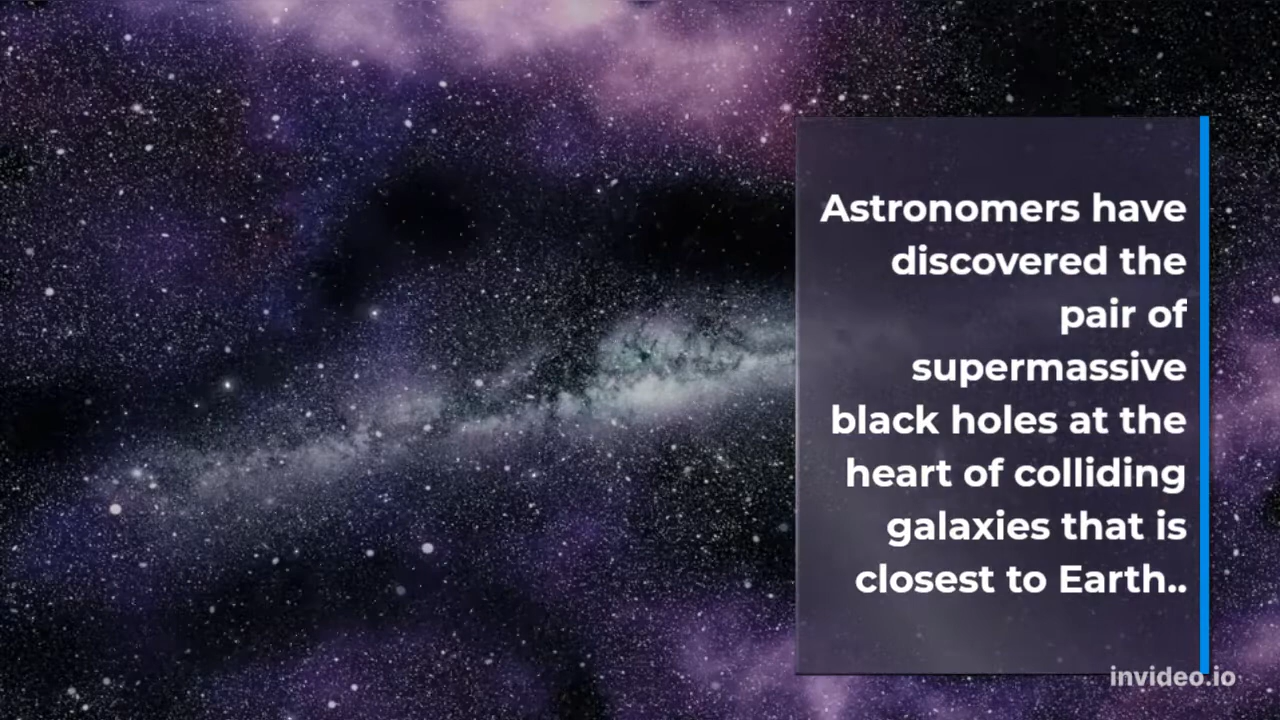 Astronomers have
discovered the
pair of
supermassive
black holes at the
heart of colliding
galaxies that is
closest to Earth..
invideo.io